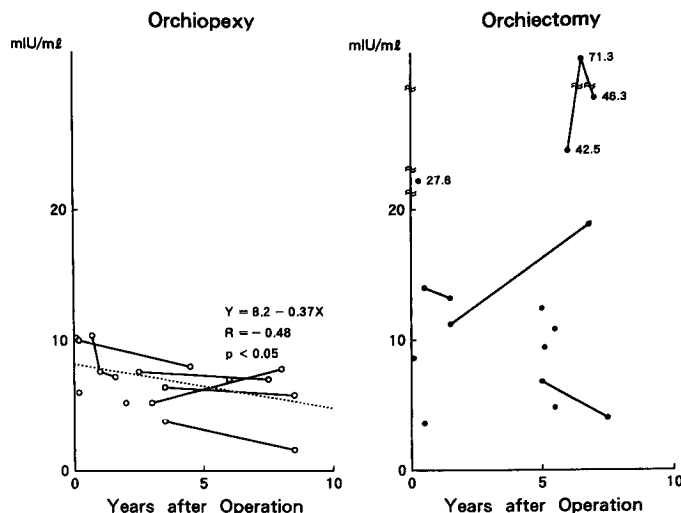 Orchiopexy
mIU/mℓ
20
10
0
0
5
10
Y = 8.2 − 0.37X
R = − 0.48
p < 0.05
Years after Operation
Orchiectomy
mIU/mℓ
71.3
46.3
42.5
27.8
20
10
0
0
5
10
Years after Operation